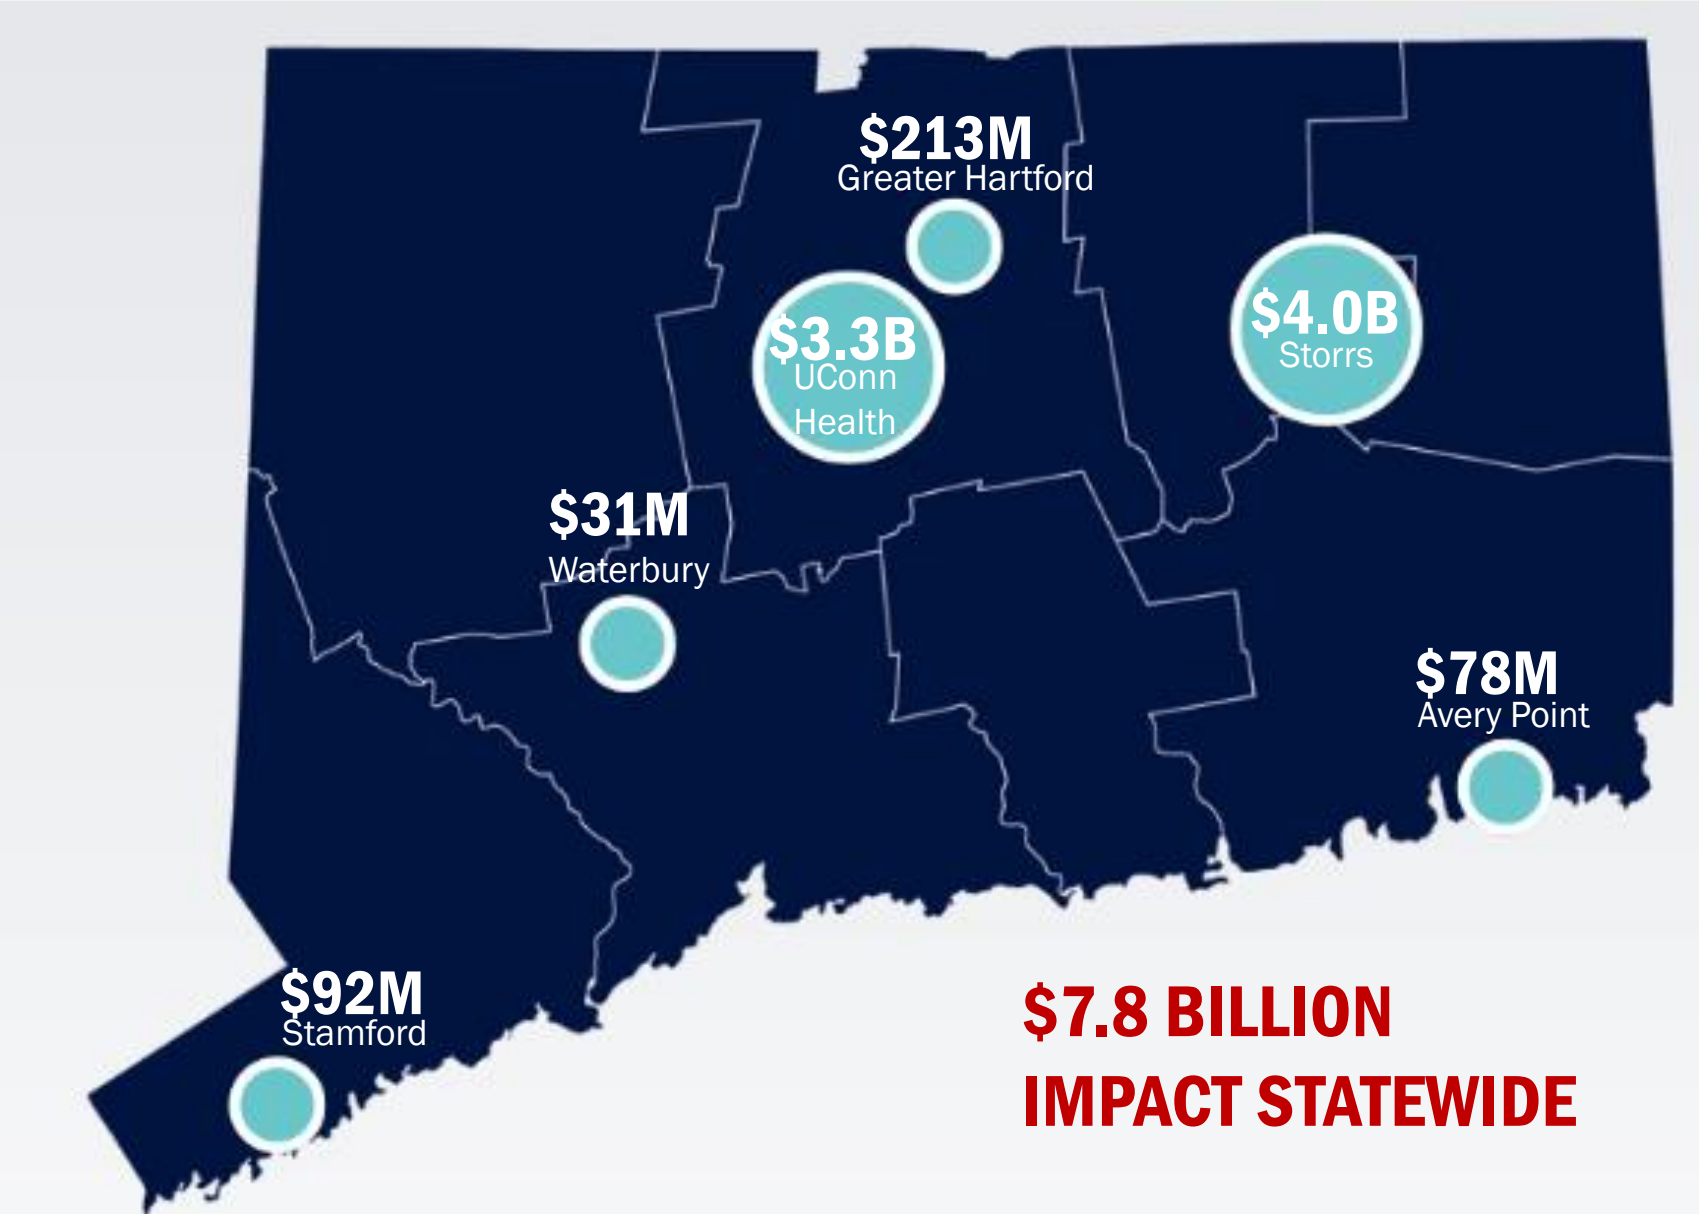 $213M
Greater Hartford
$3.3B
UConn
Health
$4.0B
Storrs
$31M
Waterbury
$78M
Avery Point
$92M
Stamford
$7.8 BILLION
IMPACT STATEWIDE